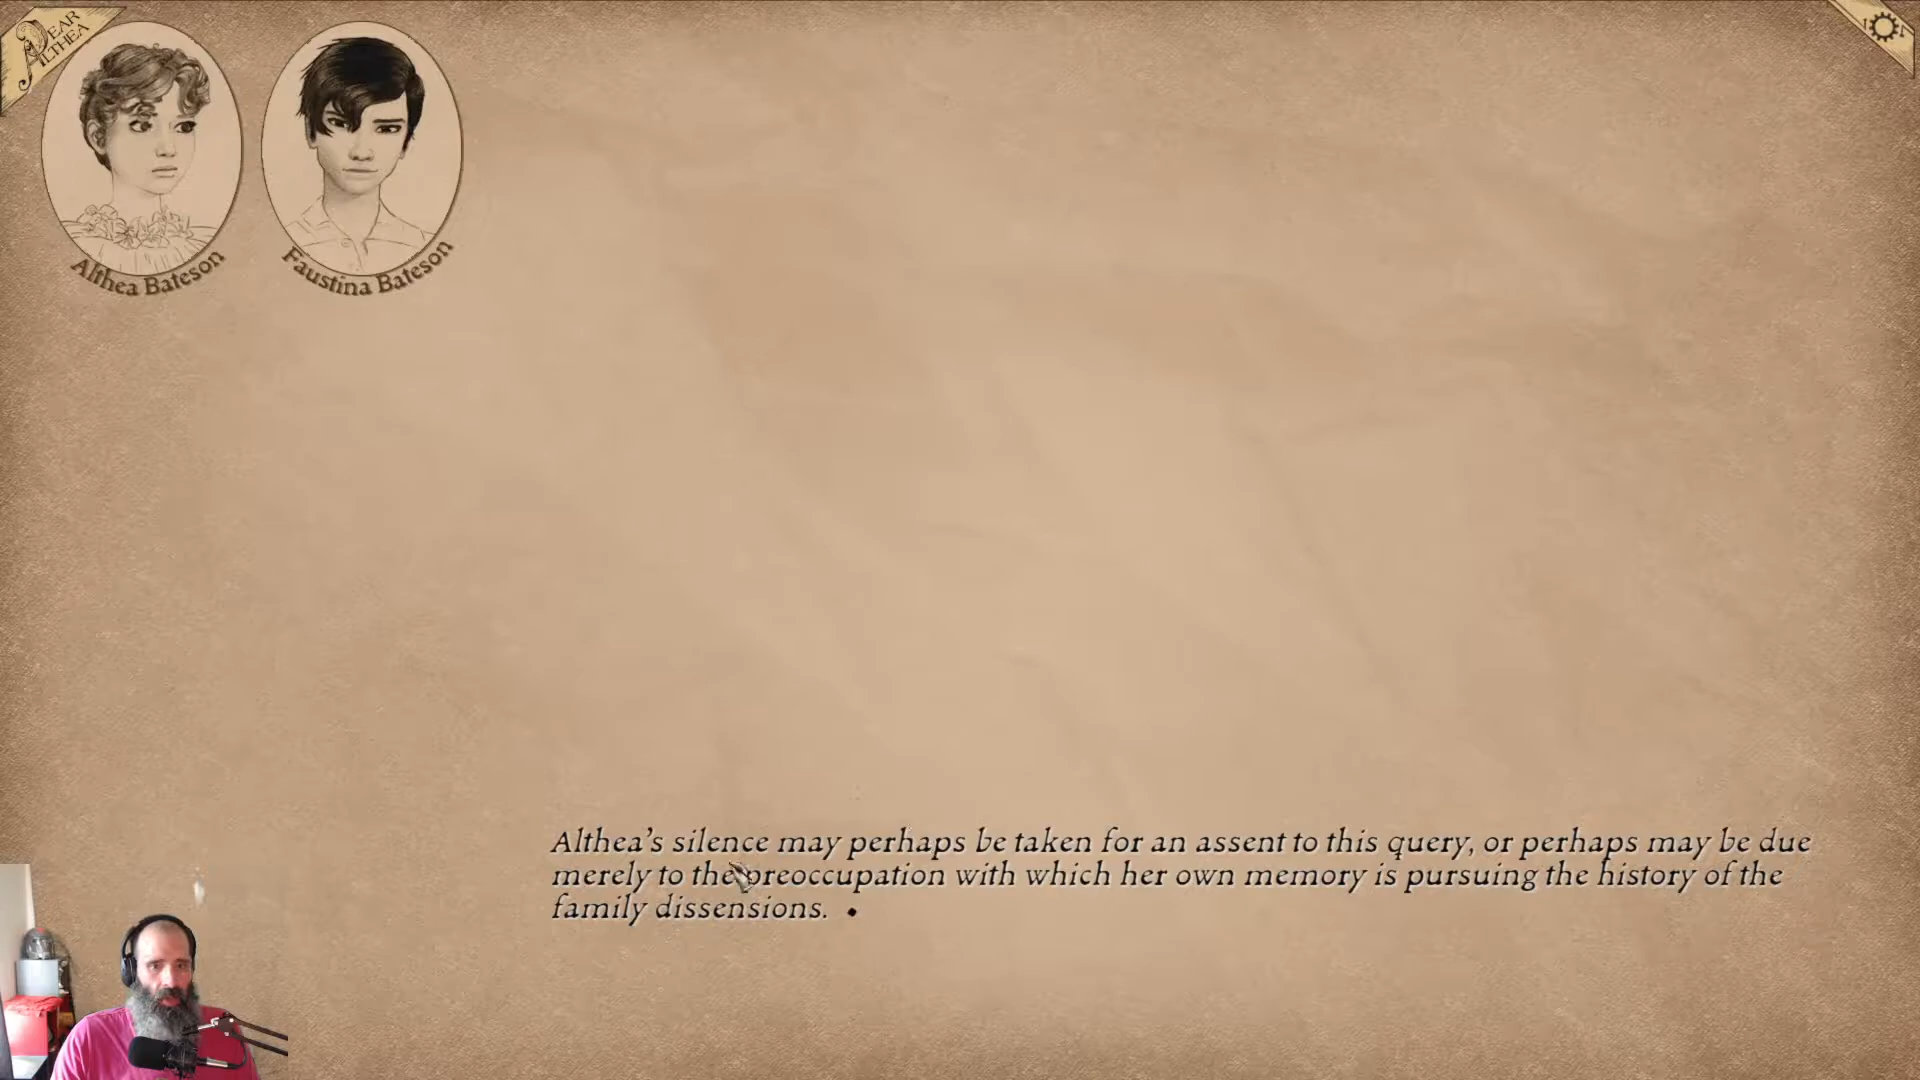 Dear
Althea
Althea Bateson
Faustina Bateson
Althea's silence may perhaps be taken for an assent to this query, or perhaps may be due
merely to the preoccupation with which her own memory is pursuing the history of the
family dissensions.